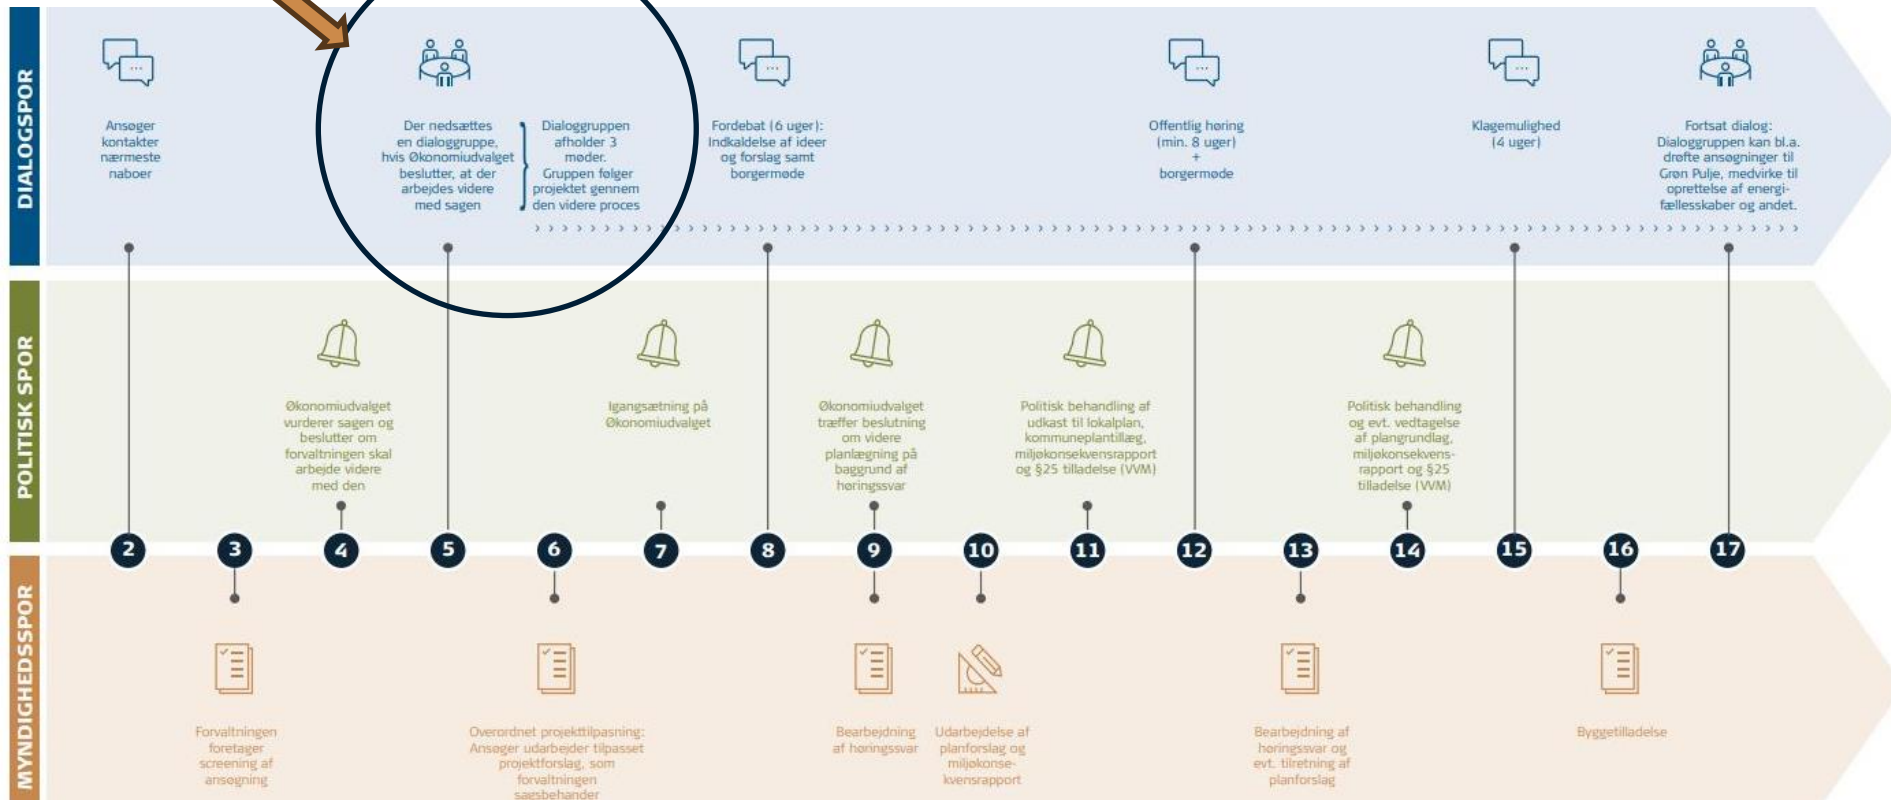 DIALOGSPOR
Ansøger
kontakter
nærmeste
naboer
Der nedsættes
en dialoggruppe,
hvis Økonomiudvalget
beslutter, at der
arbejdes videre
med sagen
Dialoggruppen
afholder 3
møder.
Gruppen følger
projektet gennem
den videre proces
Fordebat (6 uger):
Indkaldelse af ideer
og forslag samt
borgermøde
Offentlig høring
(min. 8 uger)
+
borgermøde
Klagemulighed
(4 uger)
Fortsat dialog:
Dialoggruppen kan bl.a.
drøfte ansøgninger til
Grøn Pulje, medvirke til
oprettelse af energi-
fællesskaber og andet.
POLITISK SPOR
Økonomiudvalget
vurderer sagen og
beslutter om
forvaltningen skal
arbejde videre
med den
Igangsætning på
Økonomiudvalget
Økonomiudvalget
træffer beslutning
om videre
planlægning på
baggrund af
høringssvar
Politisk behandling af
udkast til lokalplan,
kommuneplantillæg,
miljøkonsekvensrapport
og §25 tilladelse (VVM)
Politisk behandling
og evt. vedtagelse
af plangrundlag,
miljøkonsekvens-
rapport og §25
tilladelse (VVM)
2
3
4
5
6
7
8
9
10
11
12
13
14
15
16
17
MYNDIGHEDSSPOR
Forvaltningen
foretager
screening af
ansøgning
Overordnet projekttilpasning:
Ansøger udarbejder tilpasset
projektforslag, som
forvaltningen
sagsbehander
Bearbejdning
af høringssvar
Udarbejdelse af
planforslag og
miljøkonse-
kvensrapport
Bearbejdning af
høringssvar og
evt. tilretning af
planforslag
Byggetilladelse